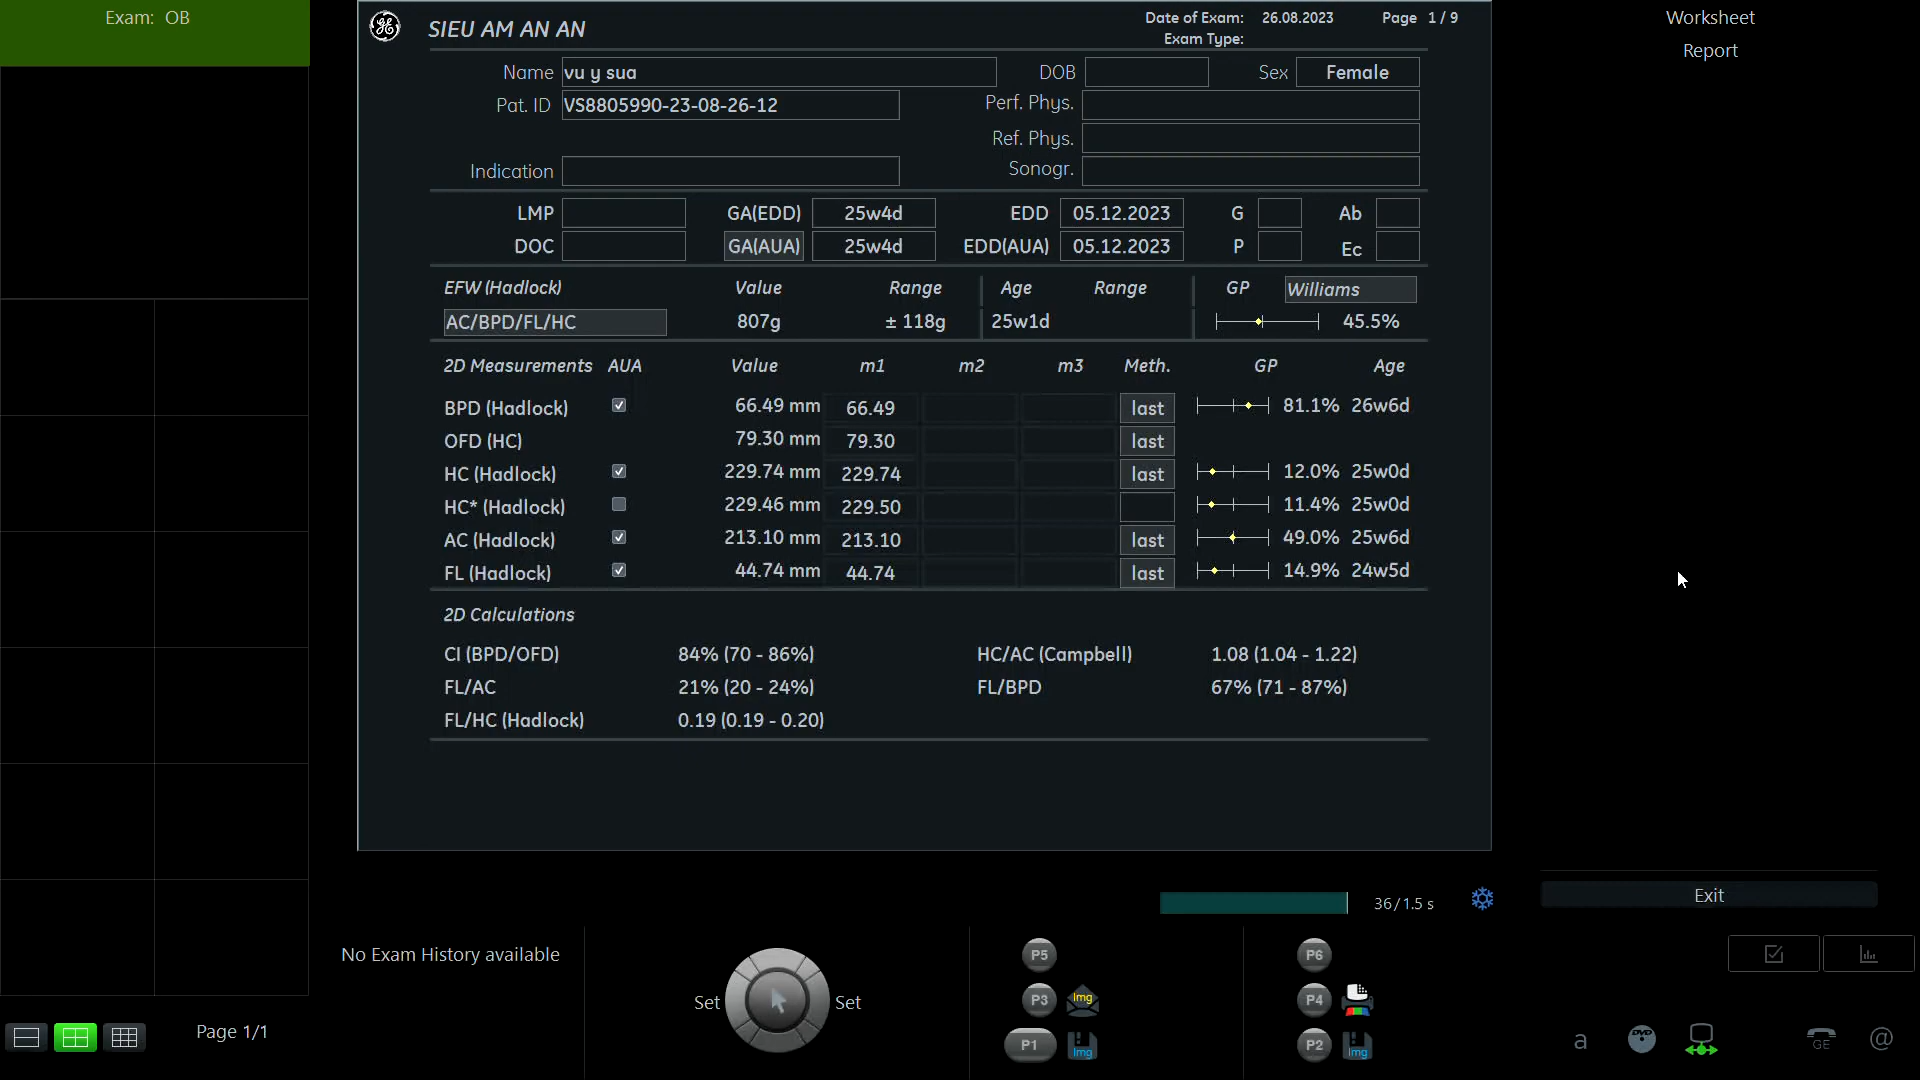 Exam: OB
SIEU AM AN AN
Date of Exam: 26.08.2023 Page 1 / 9
Exam Type:
Worksheet
Report
Name vu y sua DOB Sex Female
Pat. ID VS8805990-23-08-26-12 Perf. Phys.
Ref. Phys.
Indication Sonogr.
LMP GA(EDD) 25w4d EDD 05.12.2023 G Ab
DOC GA(AUA) 25w4d EDD(AUA) 05.12.2023 P Ec
EFW (Hadlock) Value Range Age Range GP Williams
AC/BPD/FL/HC 807g ± 118g 25w1d 45.5%
2D Measurements AUA Value m1 m2 m3 Meth. GP Age
BPD (Hadlock) 66.49 mm 66.49 last 81.1% 26w6d
OFD (HC) 79.30 mm 79.30 last
HC (Hadlock) 229.74 mm 229.74 last 12.0% 25w0d
HC* (Hadlock) 229.46 mm 229.50 11.4% 25w0d
AC (Hadlock) 213.10 mm 213.10 last 49.0% 25w6d
FL (Hadlock) 44.74 mm 44.74 last 14.9% 24w5d
2D Calculations
CI (BPD/OFD) 84% (70 - 86%) HC/AC (Campbell) 1.08 (1.04 - 1.22)
FL/AC 21% (20 - 24%) FL/BPD 67% (71 - 87%)
FL/HC (Hadlock) 0.19 (0.19 - 0.20)
36 / 1.5 s
Exit
No Exam History available
Set Set
P5 P6
P3 Img P4
P1 Img P2 Img
Page 1/1
a DVD GE @